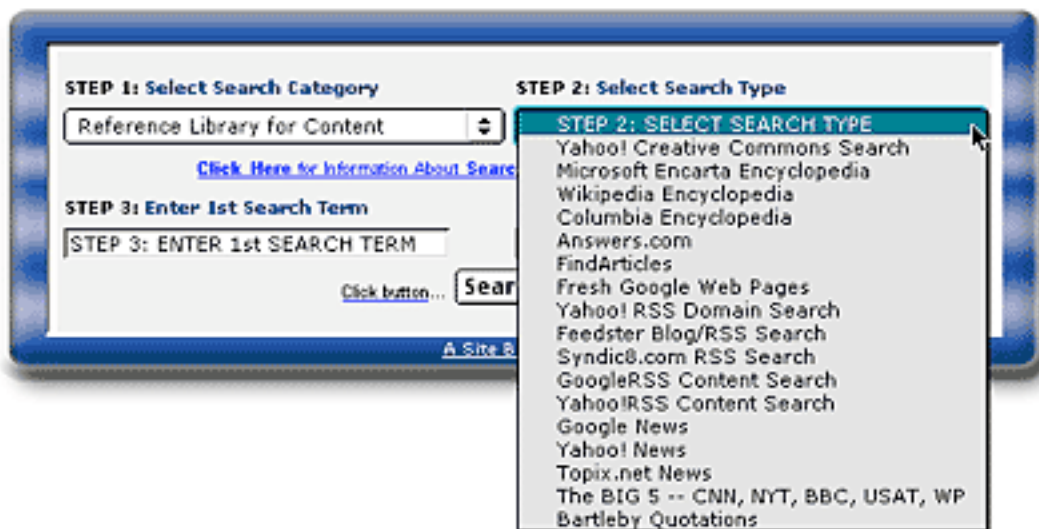 STEP 1: Select Search Category
STEP 2: Select Search Type
Reference Library for Content
STEP 2: SELECT SEARCH TYPE
Yahoo! Creative Commons Search
Microsoft Encarta Encyclopedia
Wikipedia Encyclopedia
Columbia Encyclopedia
Answers.com
FindArticles
Fresh Google Web Pages
Yahoo! RSS Domain Search
Feedster Blog/RSS Search
Syndic8.com RSS Search
GoogleRSS Content Search
Yahoo!RSS Content Search
Google News
Yahoo! News
Topix.net News
The BIG 5 -- CNN, NYT, BBC, USAT, WP
Bartleby Quotations
Click Here for Information About
STEP 3: Enter 1st Search Term
STEP 3: ENTER 1st SEARCH TERM
Click button...
A Site